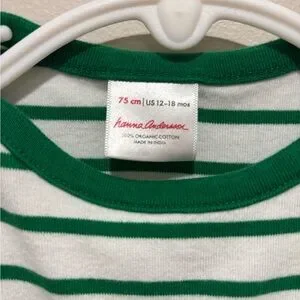 75 cm | US 12-18 mos
hanna andersson
100% ORGANIC COTTON
MADE IN INDIA